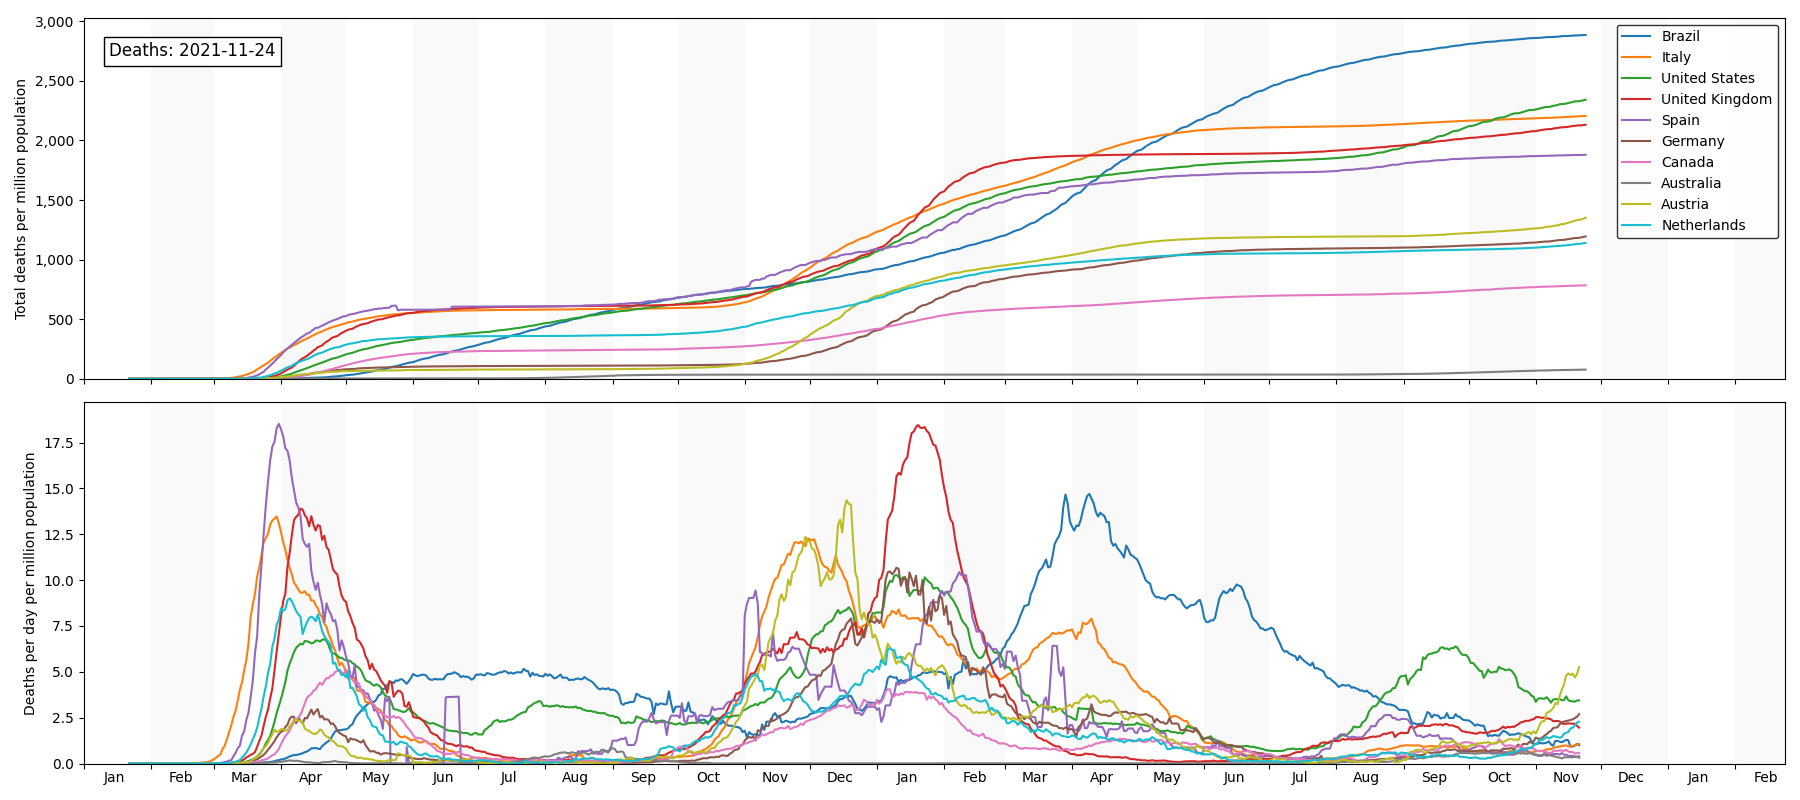 Deaths: 2021-11-24
Total deaths per million population
3,000
2,500
2,000
1,500
1,000
500
0
Brazil
Italy
United States
United Kingdom
Spain
Germany
Canada
Australia
Austria
Netherlands
Deaths per day per million population
17.5
15.0
12.5
10.0
7.5
5.0
2.5
0.0
Jan Feb Mar Apr May Jun Jul Aug Sep Oct Nov Dec Jan Feb Mar Apr May Jun Jul Aug Sep Oct Nov Dec Jan Feb